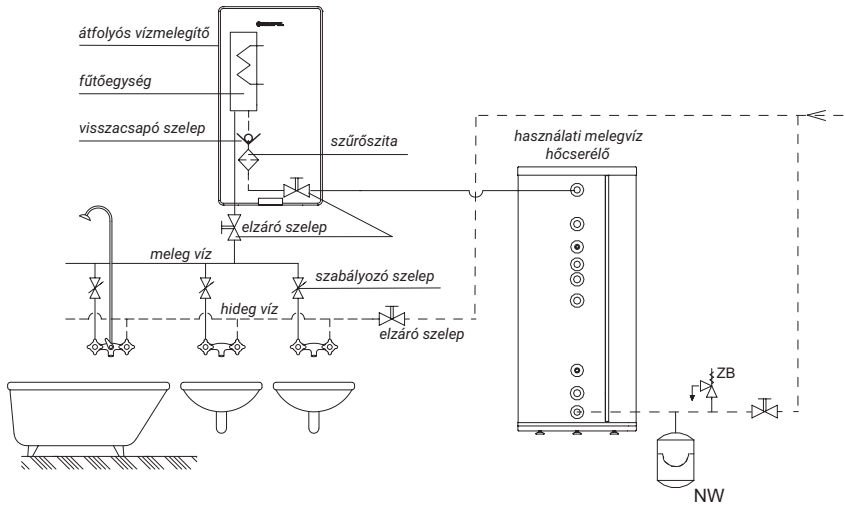 átfolyós vízmelegítő
fűtőegység
visszacsapó szelep
szűrőszita
használati melegvíz
hőcserélő
elzáró szelep
meleg víz
szabályozó szelep
hideg víz
elzáró szelep
ZB
NW